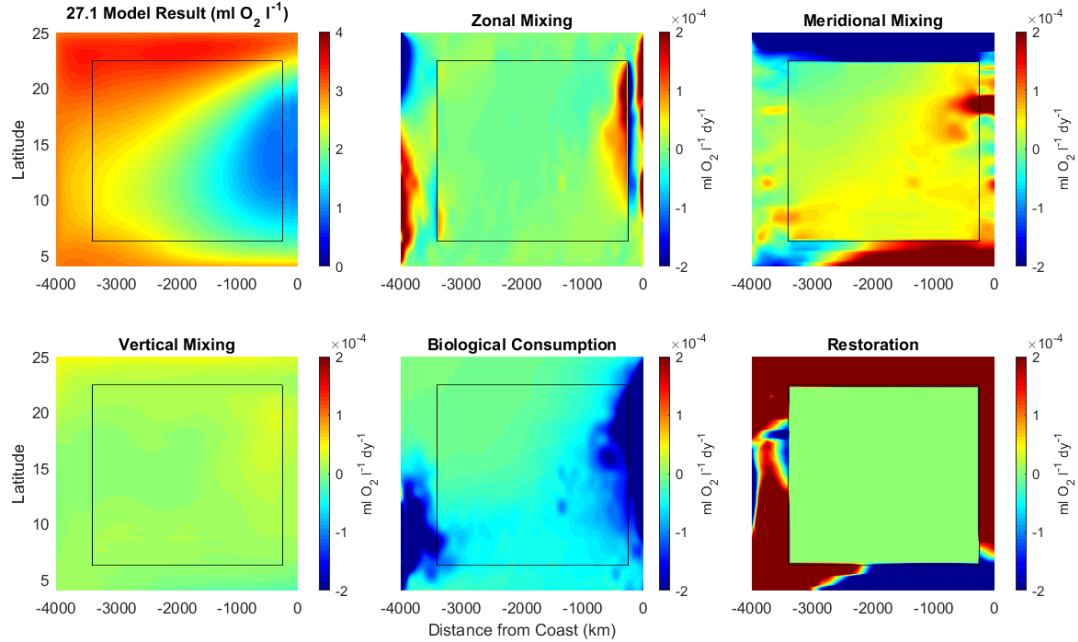 27.1 Model Result (ml O2 l-1)
25
20
15
10
5
Latitude
-4000 -3000 -2000 -1000 0
4
3
2
1
0
Zonal Mixing
-4000 -3000 -2000 -1000 0
×10-4
2
1
0
-1
-2
ml O2 l-1 dy-1
Meridional Mixing
-4000 -3000 -2000 -1000 0
×10-4
2
1
0
-1
-2
ml O2 l-1 dy-1
Vertical Mixing
25
20
15
10
5
Latitude
-4000 -3000 -2000 -1000 0
×10-4
2
1
0
-1
-2
ml O2 l-1 dy-1
Biological Consumption
-4000 -3000 -2000 -1000 0
Distance from Coast (km)
×10-4
2
1
0
-1
-2
ml O2 l-1 dy-1
Restoration
-4000 -3000 -2000 -1000 0
×10-4
2
1
0
-1
-2
ml O2 l-1 dy-1